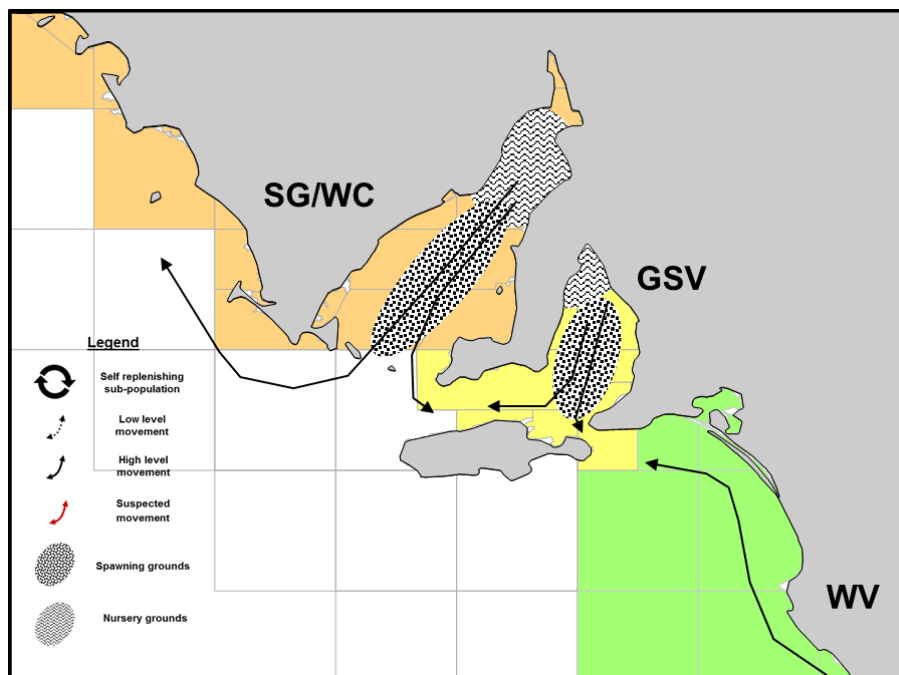 SG/WC
GSV
Legend
Self replenishing
sub-population
Low level
movement
High level
movement
Suspected
movement
Spawning grounds
Nursery grounds
WV